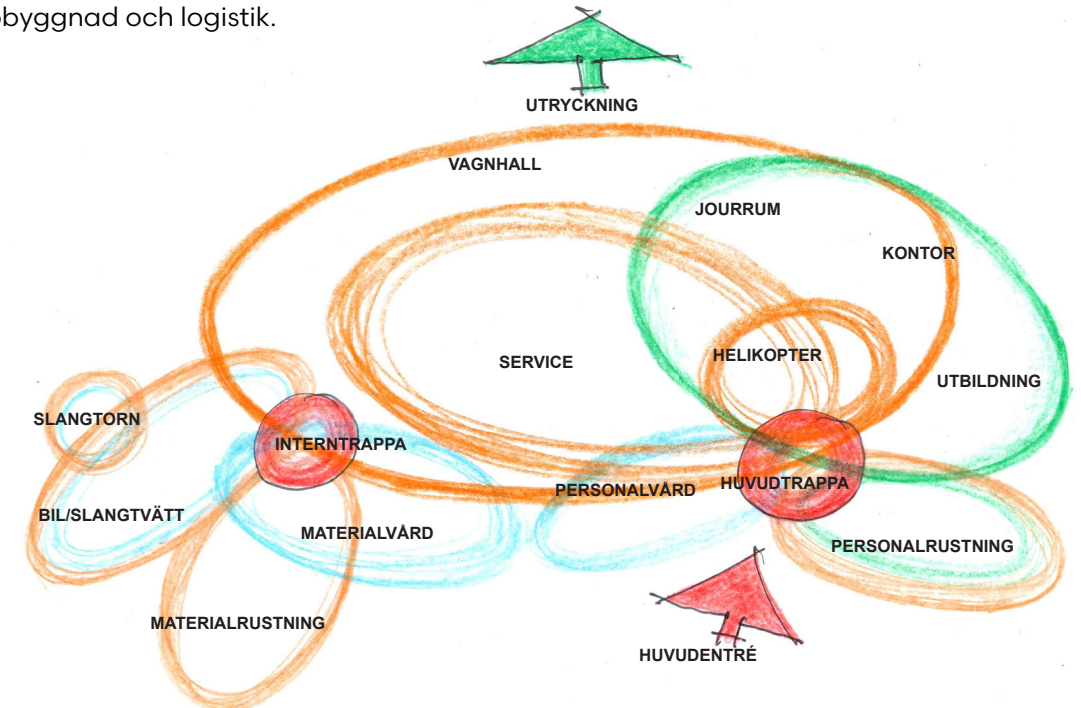 byggnad och logistik.
UTRYCKNING
VAGNHALL
JOURRUM
KONTOR
SERVICE
HELIKOPTER
UTBILDNING
SLANGTORN
INTERNTRAPPA
HUVUDTRAPPA
PERSONALVÅRD
BIL/SLANGTVÄTT
MATERIALVÅRD
PERSONALRUSTNING
MATERIALRUSTNING
HUVUDENTRÉ